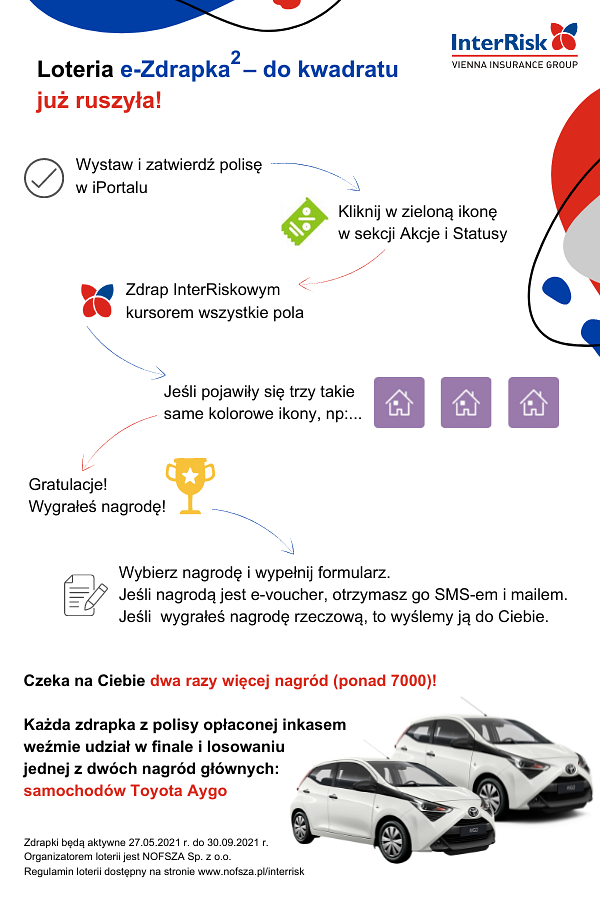 InterRisk
VIENNA INSURANCE GROUP
Loteria e-Zdrapka² – do kwadratu
już ruszyła!
Wystaw i zatwierdź polisę
w iPortalu
Kliknij w zieloną ikonę
w sekcji Akcje i Statusy
Zdrap InterRiskowym
kursorem wszystkie pola
Jeśli pojawiły się trzy takie
same kolorowe ikony, np:...
Gratulacje!
Wygrałeś nagrodę!
Wybierz nagrodę i wypełnij formularz.
Jeśli nagrodą jest e-voucher, otrzymasz go SMS-em i mailem.
Jeśli  wygrałeś nagrodę rzeczową, to wyślemy ją do Ciebie.
Czeka na Ciebie dwa razy więcej nagród (ponad 7000)!
Każda zdrapka z polisy opłaconej inkasem
weźmie udział w finale i losowaniu
jednej z dwóch nagród głównych:
samochodów Toyota Aygo
Zdrapki będą aktywne 27.05.2021 r. do 30.09.2021 r.
Organizatorem loterii jest NOFSZA Sp. z o.o.
Regulamin loterii dostępny na stronie www.nofsza.pl/interrisk